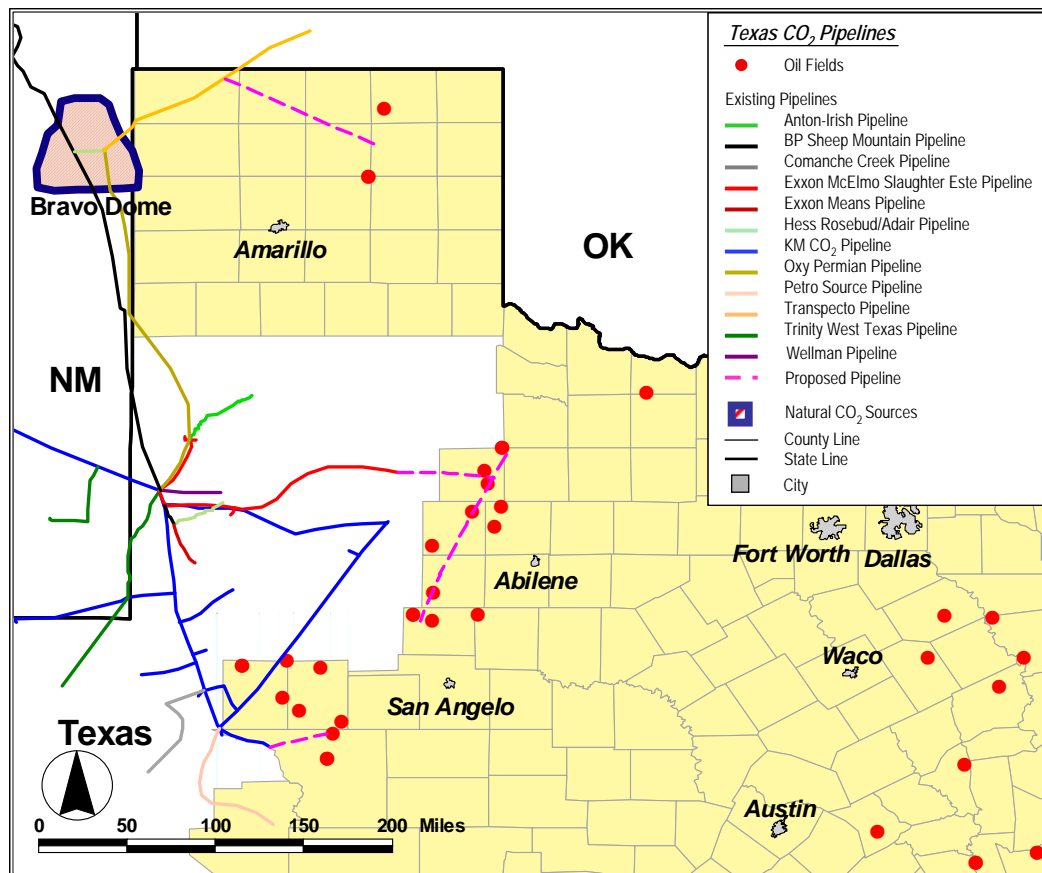 Texas CO2 Pipelines
Oil Fields
Existing Pipelines
Anton-Irish Pipeline
BP Sheep Mountain Pipeline
Comanche Creek Pipeline
Exxon McElmo Slaughter Este Pipeline
Exxon Means Pipeline
Hess Rosebud/Adair Pipeline
KM CO2 Pipeline
Oxy Permian Pipeline
Petro Source Pipeline
Transpecto Pipeline
Trinity West Texas Pipeline
Wellman Pipeline
Proposed Pipeline
Natural CO2 Sources
County Line
State Line
City
Bravo Dome
Amarillo
OK
NM
Fort Worth
Dallas
Abilene
Waco
San Angelo
Texas
Austin
0 50 100 150 200 Miles